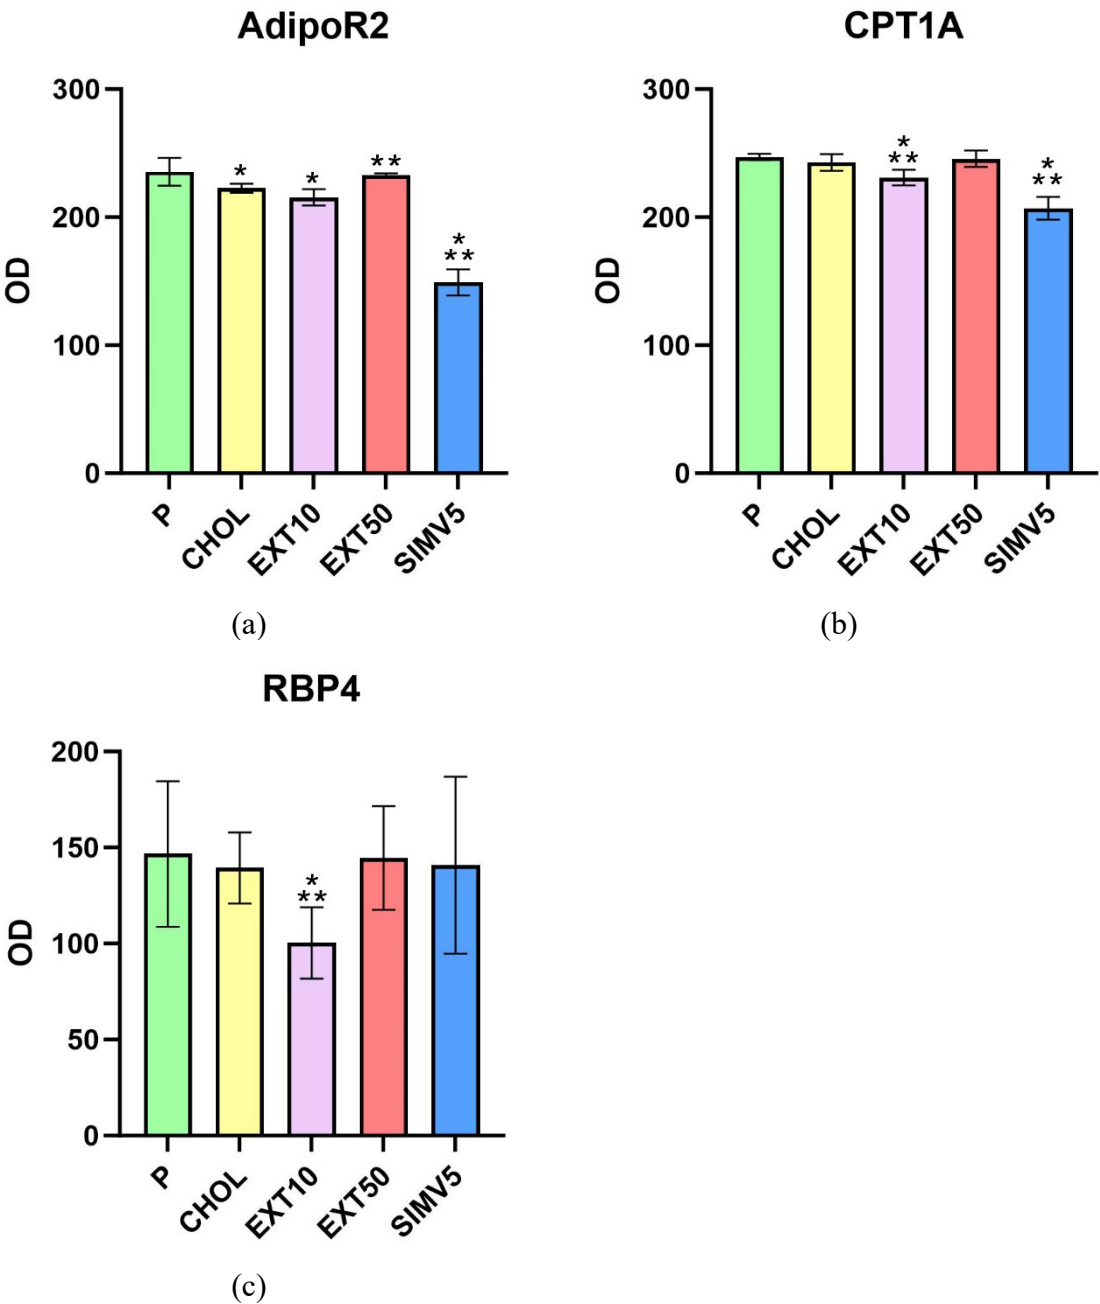 AdipoR2
300
200
100
0
OD
*
*
**
*
**
P
CHOL
EXT10
EXT50
SIMV5
(a)
CPT1A
300
200
100
0
OD
*
**
*
**
P
CHOL
EXT10
EXT50
SIMV5
(b)
RBP4
200
150
100
50
0
OD
*
**
P
CHOL
EXT10
EXT50
SIMV5
(c)